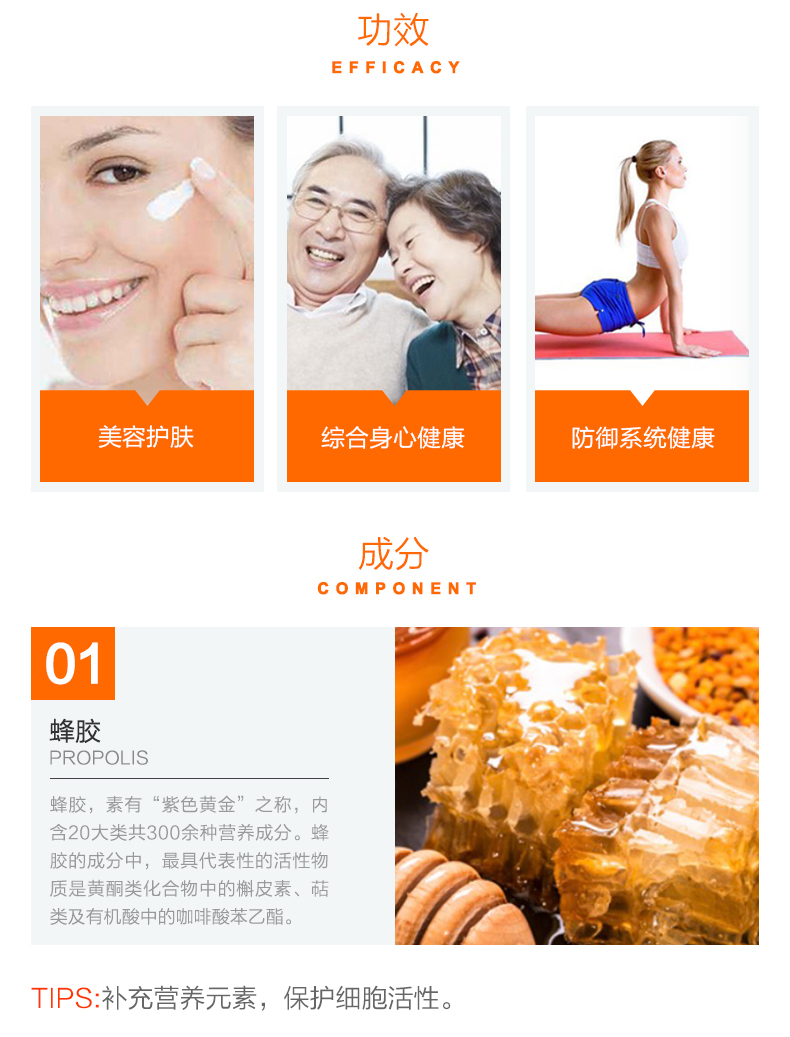 功效
EFFICACY
美容护肤
综合身心健康
防御系统健康
成分
COMPONENT
01
蜂胶
PROPOLIS
蜂胶，素有“紫色黄金”之称，内
含20大类共300余种营养成分。蜂
胶的成分中，最具代表性的活性物
质是黄酮类化合物中的槲皮素、萜
类及有机酸中的咖啡酸苯乙酯。
TIPS:补充营养元素，保护细胞活性。